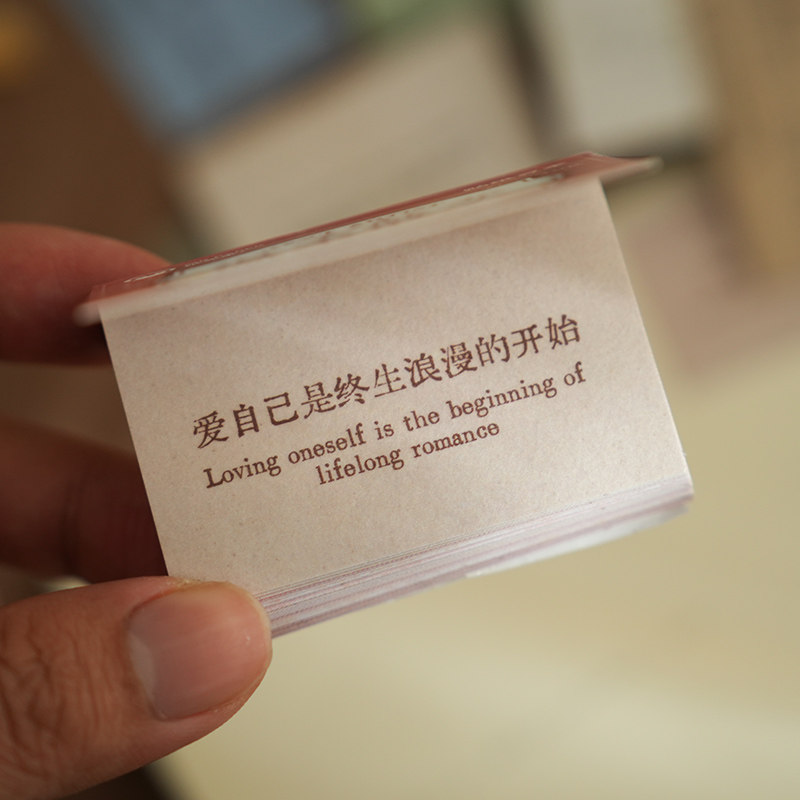 爱自己是终生浪漫的开始
Loving oneself is the beginning of
lifelong romance